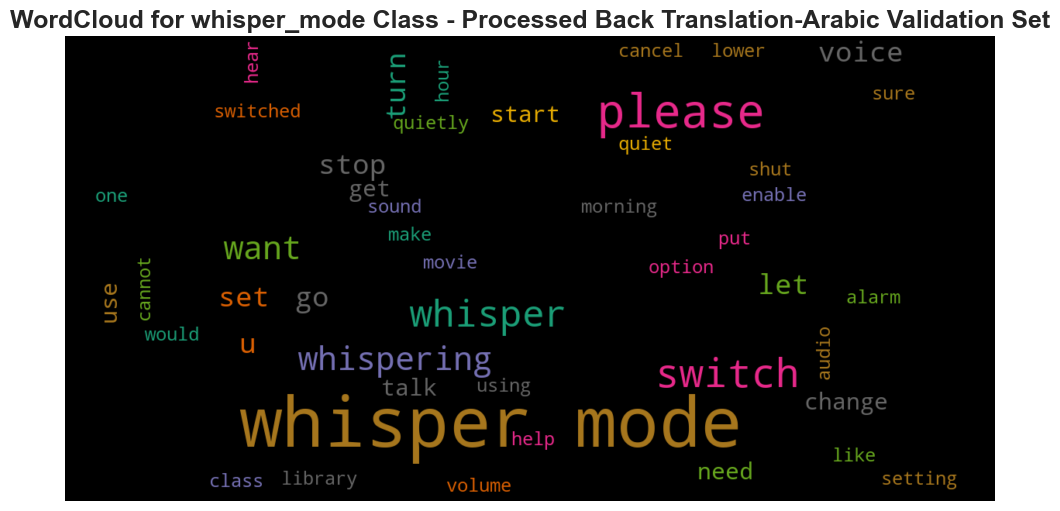 WordCloud for whisper_mode Class - Processed Back Translation-Arabic Validation Set
hear
turn
hour
cancel
lower
voice
switched
quietly
start
please
sure
quiet
stop
get
shut
one
sound
morning
enable
make
put
want
movie
option
use
cannot
set
go
let
alarm
would
whisper
u
audio
whispering
switch
talk
using
change
whisper mode
help
like
class
library
volume
need
setting